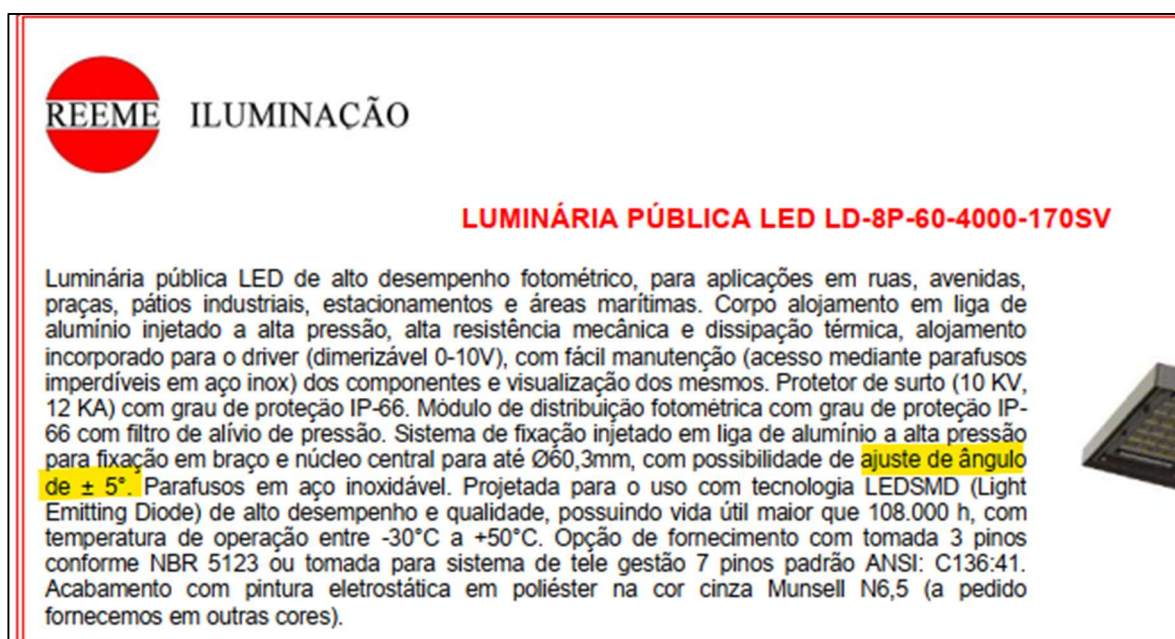 REEME ILUMINAÇÃO
LUMINÁRIA PÚBLICA LED LD-8P-60-4000-170SV
Luminária pública LED de alto desempenho fotométrico, para aplicações em ruas, avenidas,
praças, pátios industriais, estacionamentos e áreas marítimas. Corpo alojamento em liga de
alumínio injetado a alta pressão, alta resistência mecânica e dissipação térmica, alojamento
incorporado para o driver (dimerizável 0-10V), com fácil manutenção (acesso mediante parafusos
imperdíveis em aço inox) dos componentes e visualização dos mesmos. Protetor de surto (10 KV,
12 KA) com grau de proteção IP-66. Módulo de distribuição fotométrica com grau de proteção IP-
66 com filtro de alívio de pressão. Sistema de fixação injetado em liga de alumínio a alta pressão
para fixação em braço e núcleo central para até Ø60,3mm, com possibilidade de ajuste de ângulo
de ± 5°. Parafusos em aço inoxidável. Projetada para o uso com tecnologia LEDSMD (Light
Emitting Diode) de alto desempenho e qualidade, possuindo vida útil maior que 108.000 h, com
temperatura de operação entre -30°C a +50°C. Opção de fornecimento com tomada 3 pinos
conforme NBR 5123 ou tomada para sistema de tele gestão 7 pinos padrão ANSI: C136:41.
Acabamento com pintura eletrostática em poliéster na cor cinza Munsell N6,5 (a pedido
fornecemos em outras cores).